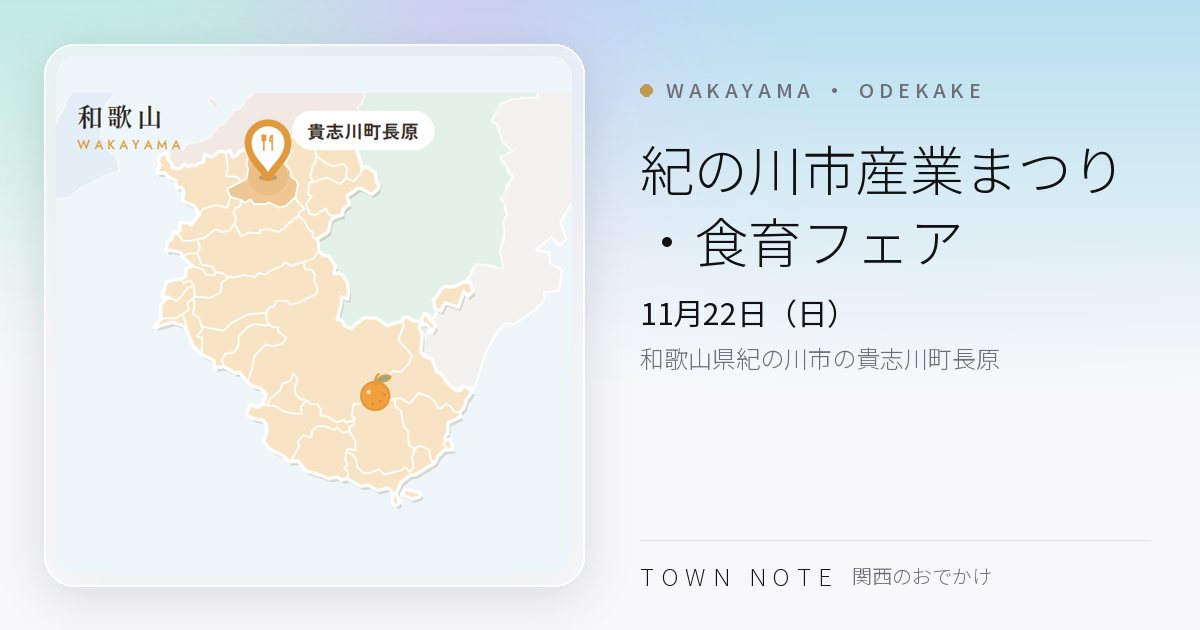 和歌山
WAKAYAMA
貴志川町長原
WAKAYAMA・ODEKAKE
紀の川市産業まつり
・食育フェア
11月22日（日）
和歌山県紀の川市の貴志川町長原
TOWN NOTE 関西のおでかけ